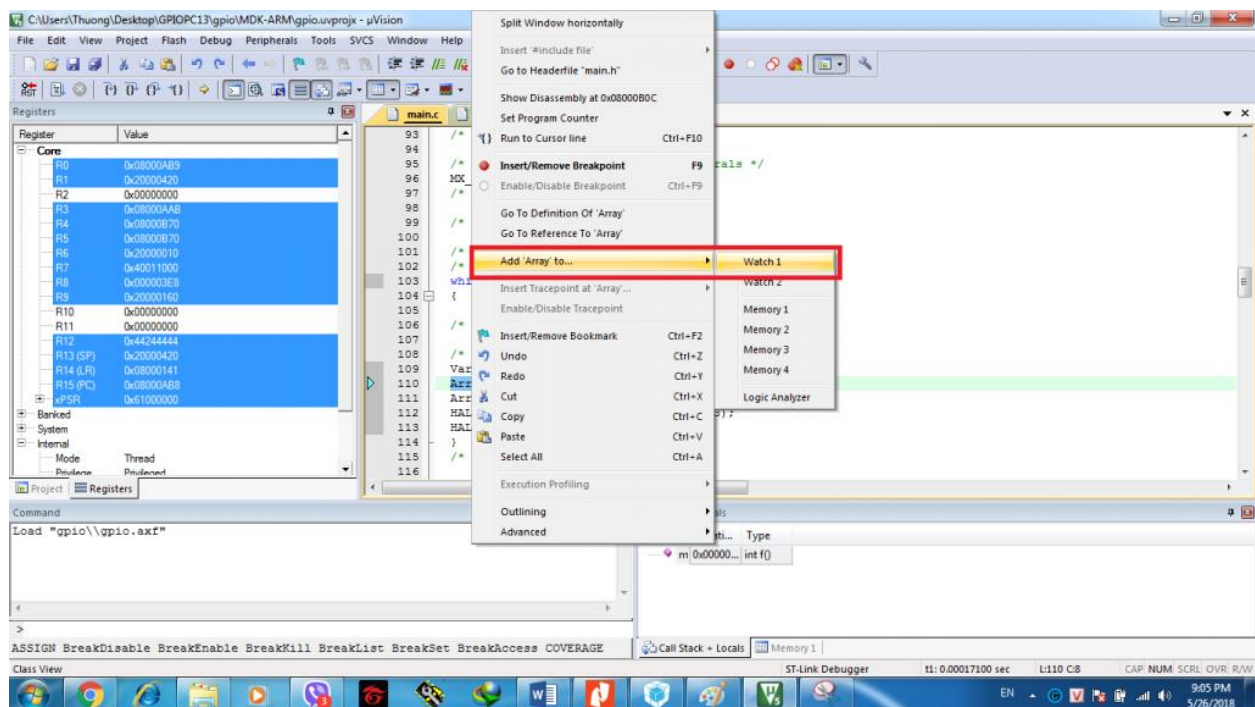 C:\Users\Thuong\Desktop\GPIOPC13\gpio\MDK-ARM\gpio.uvprojx - µVision
File Edit View Project Flash Debug Peripherals Tools SVCS Window Help
Registers
Register Value
Core
R0 0x08000AB9
R1 0x20000420
R2 0x00000000
R3 0x08000AAB
R4 0x08000B70
R5 0x08000B70
R6 0x20000010
R7 0x40011000
R8 0x000003E8
R9 0x20000160
R10 0x00000000
R11 0x00000000
R12 0x44244444
R13 (SP) 0x20000420
R14 (LR) 0x08000141
R15 (PC) 0x08000AB8
xPSR 0x61000000
Banked
System
Internal
Mode Thread
Privilege Privileged
Project Registers
main.c
93 /*
94
95 /* rals */
96 MX_
97 /*
98
99 /*
100
101 /*
102 /*
103 whi
104 {
105
106 /*
107
108 /*
109 Var
110 Arr
111 Arr
112 HAL );
113 HAL
114 }
115 /*
116
Split Window horizontally
Insert '#include file'
Go to Headerfile "main.h"
Show Disassembly at 0x08000B0C
Set Program Counter
Run to Cursor line Ctrl+F10
Insert/Remove Breakpoint F9
Enable/Disable Breakpoint Ctrl+F9
Go To Definition Of 'Array'
Go To Reference To 'Array'
Add 'Array' to...
Insert Tracepoint at 'Array'...
Enable/Disable Tracepoint
Insert/Remove Bookmark Ctrl+F2
Undo Ctrl+Z
Redo Ctrl+Y
Cut Ctrl+X
Copy Ctrl+C
Paste Ctrl+V
Select All Ctrl+A
Execution Profiling
Outlining
Advanced
Watch 1
Watch 2
Memory 1
Memory 2
Memory 3
Memory 4
Logic Analyzer
Command
Load "gpio\\gpio.axf"
>
ASSIGN BreakDisable BreakEnable BreakKill BreakList BreakSet BreakAccess COVERAGE
als
ati... Type
m 0x00000... int f()
Call Stack + Locals Memory 1
Class View ST-Link Debugger t1: 0.00017100 sec L:110 C:8 CAP NUM SCRL OVR R/W
EN 9:05 PM
5/26/2018